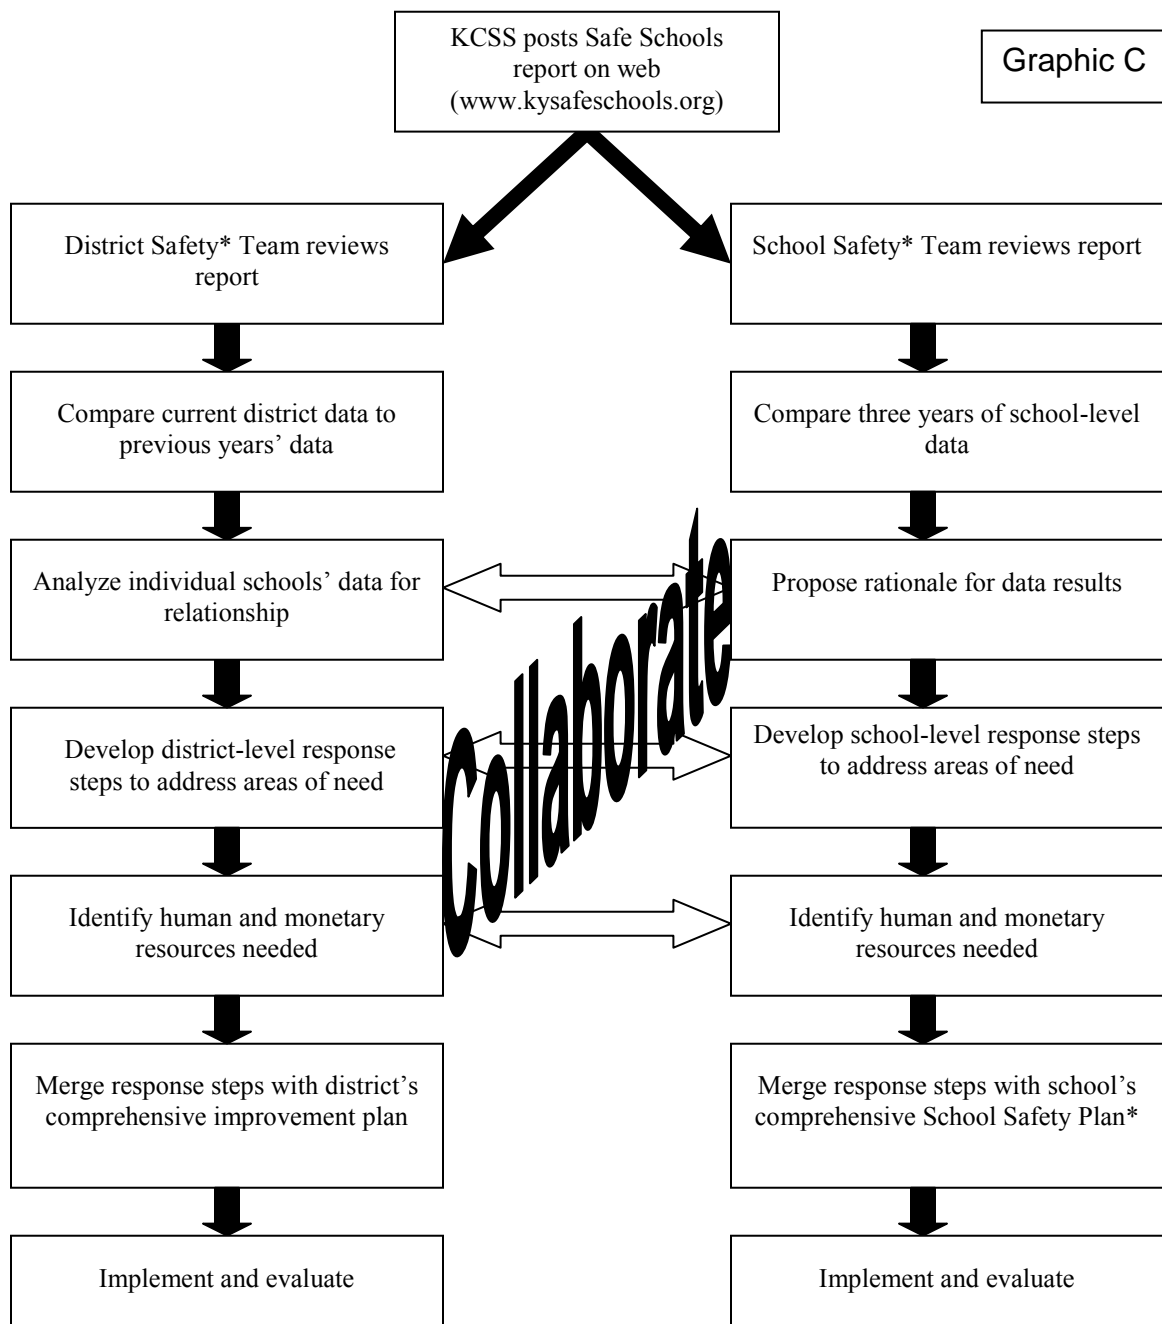 KCSS posts Safe Schools
report on web
(www.kysafeschools.org)
Graphic C
District Safety* Team reviews
report
School Safety* Team reviews report
Compare current district data to
previous years’ data
Compare three years of school-level
data
Analyze individual schools’ data for
relationship
Propose rationale for data results
Collaborate
Develop district-level response
steps to address areas of need
Develop school-level response steps
to address areas of need
Identify human and monetary
resources needed
Identify human and monetary
resources needed
Merge response steps with district’s
comprehensive improvement plan
Merge response steps with school’s
comprehensive School Safety Plan*
Implement and evaluate
Implement and evaluate